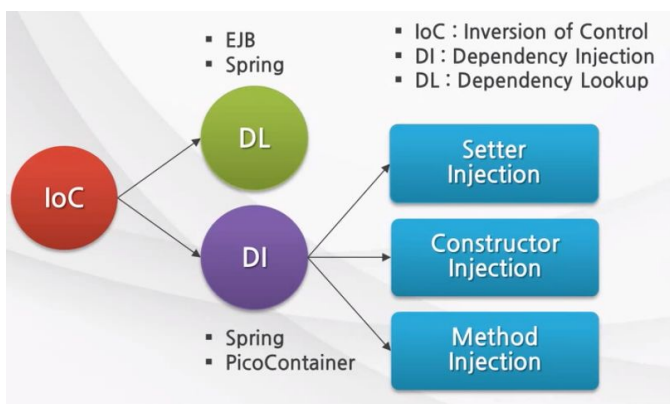 ▪ EJB
▪ Spring
▪ IoC : Inversion of Control
▪ DI : Dependency Injection
▪ DL : Dependency Lookup
IoC
DL
DI
Setter
Injection
Constructor
Injection
Method
Injection
▪ Spring
▪ PicoContainer